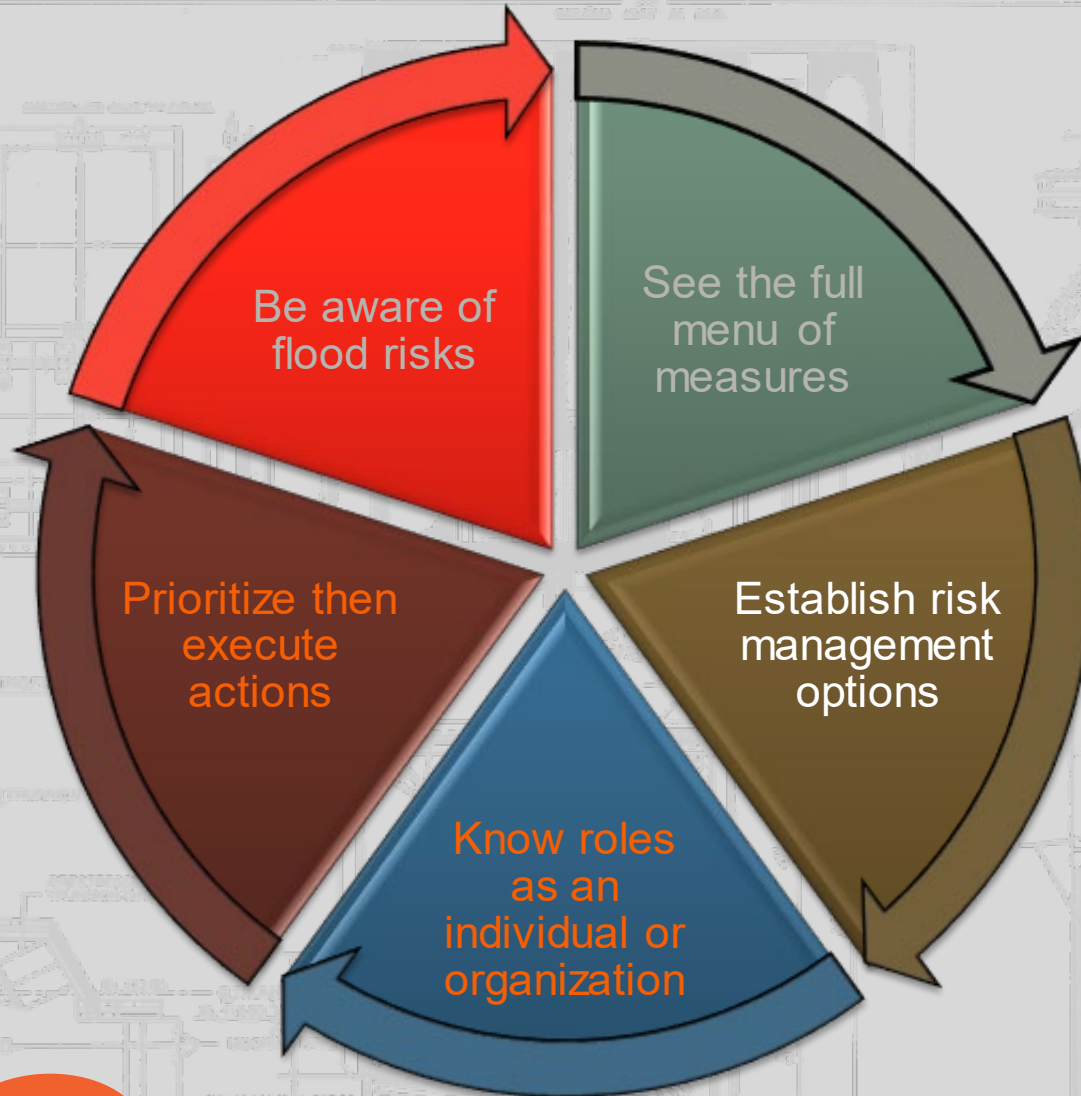 Be aware of
flood risks
See the full
menu of
measures
Establish risk
management
options
Know roles
as an
individual or
organization
Prioritize then
execute
actions